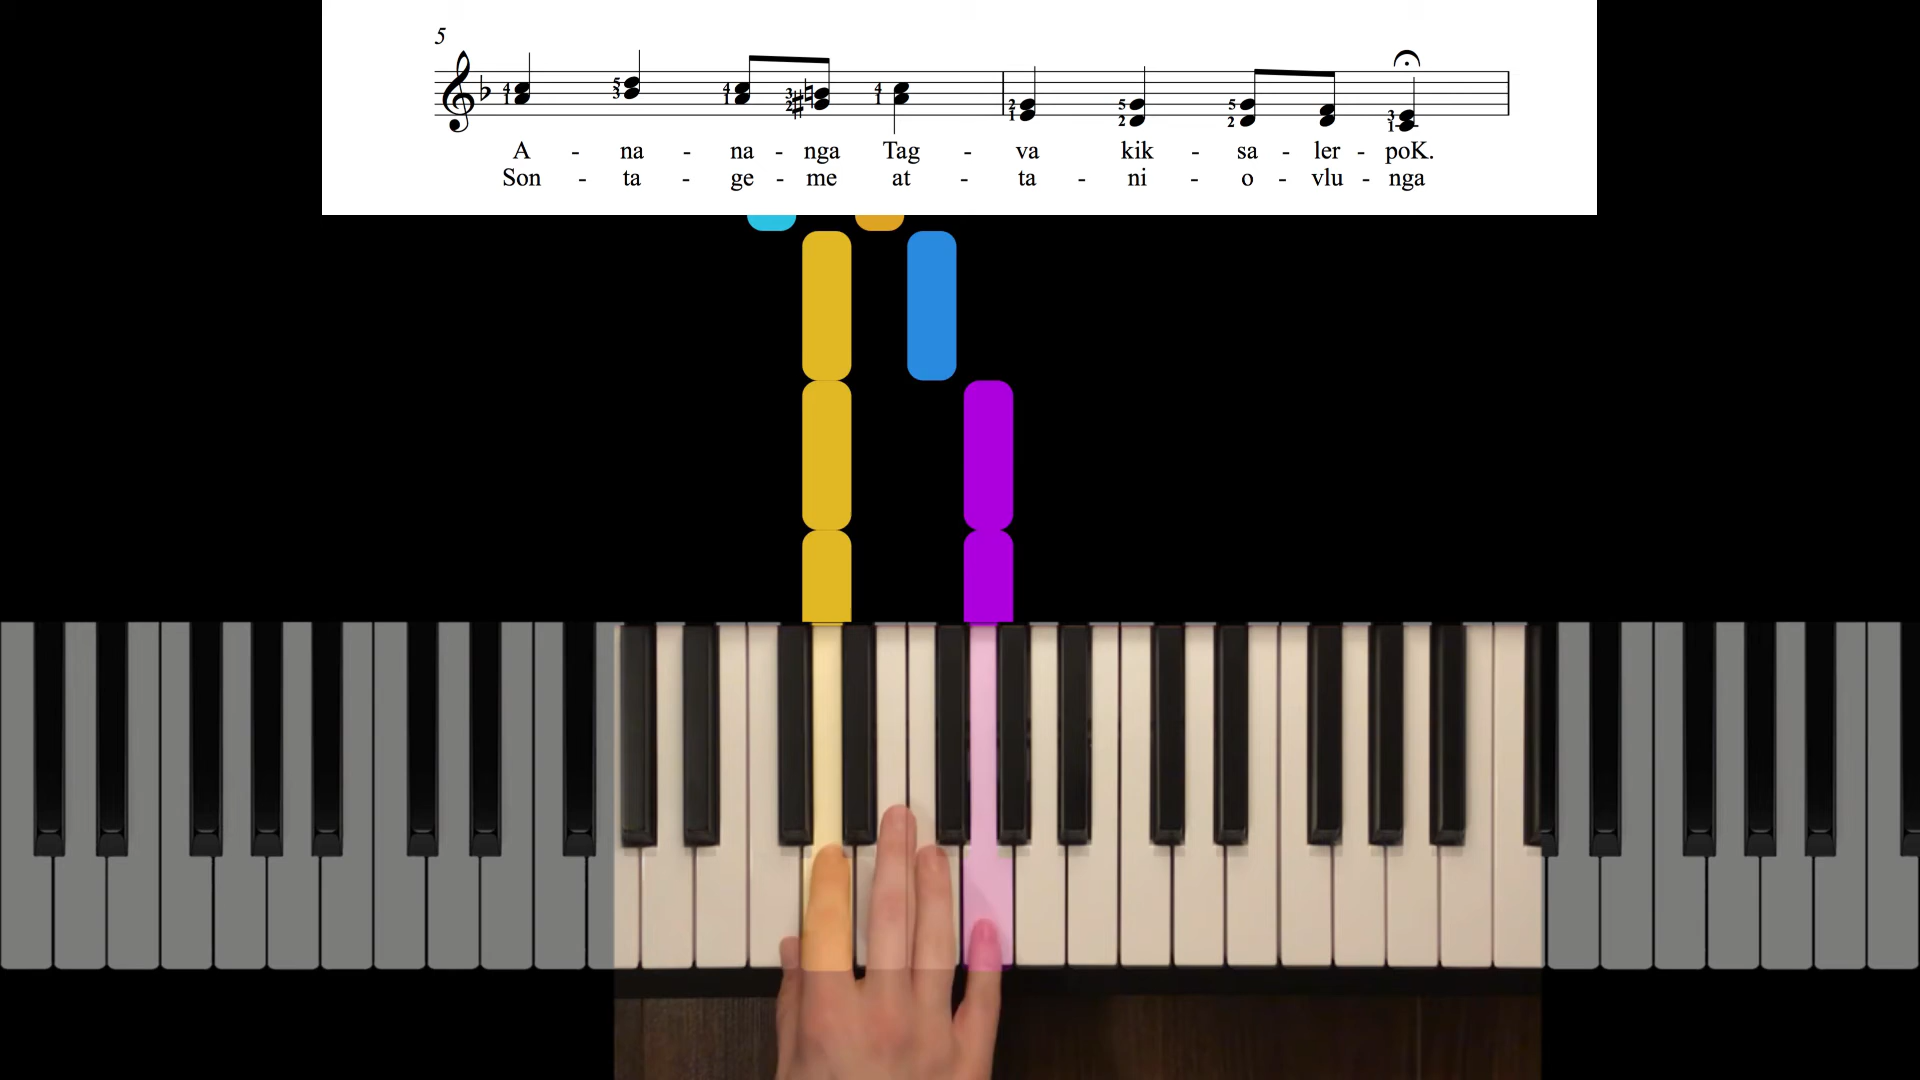 5
A - na - na - nga Tag - va kik - sa - ler - poK.
Son - ta - ge - me at - ta - ni - o - vlu - nga